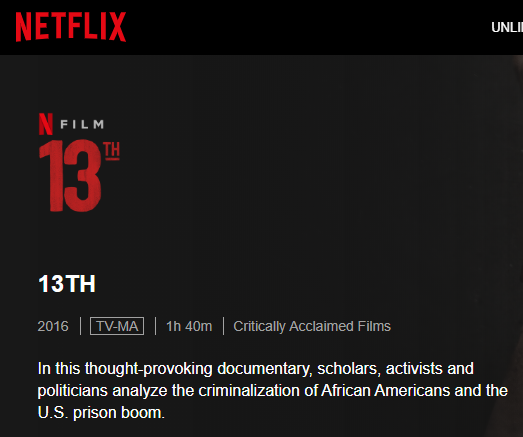 NETFLIX
UNLI
N FILM
13TH
13TH
2016 | TV-MA | 1h 40m | Critically Acclaimed Films
In this thought-provoking documentary, scholars, activists and
politicians analyze the criminalization of African Americans and the
U.S. prison boom.